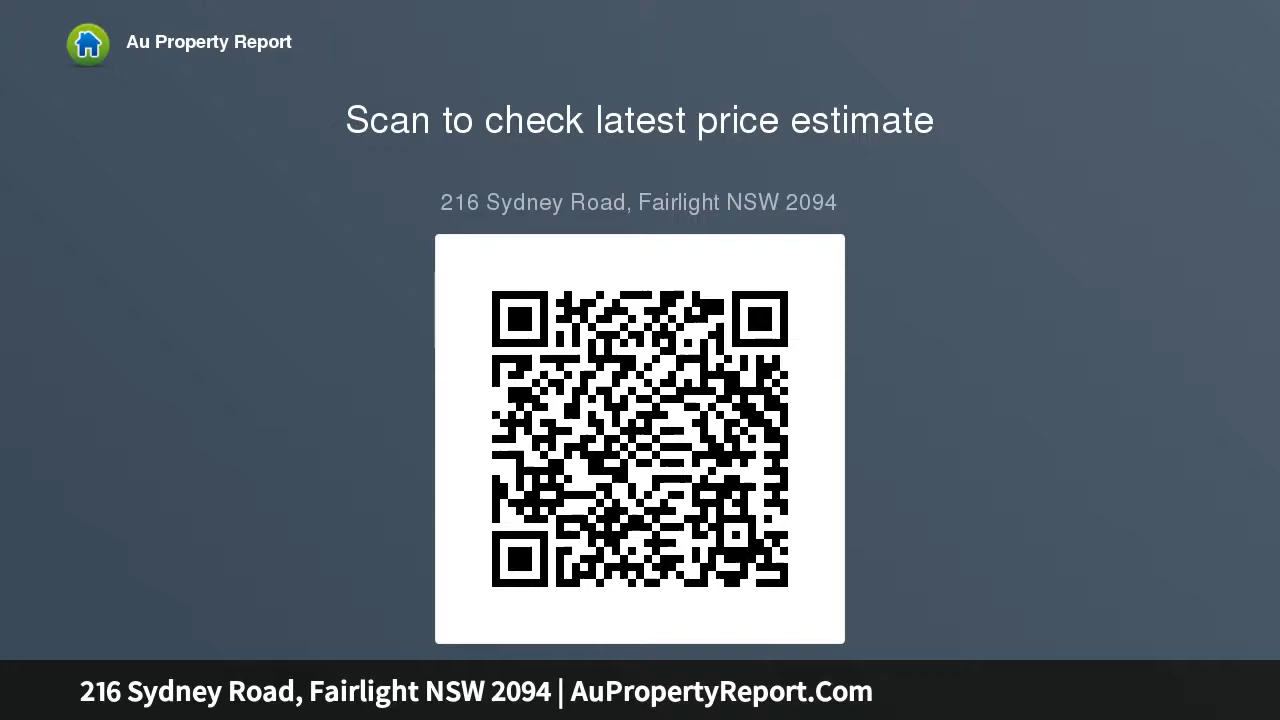 Au Property Report
Scan to check latest price estimate
216 Sydney Road, Fairlight NSW 2094
216 Sydney Road, Fairlight NSW 2094 | AuPropertyReport.Com